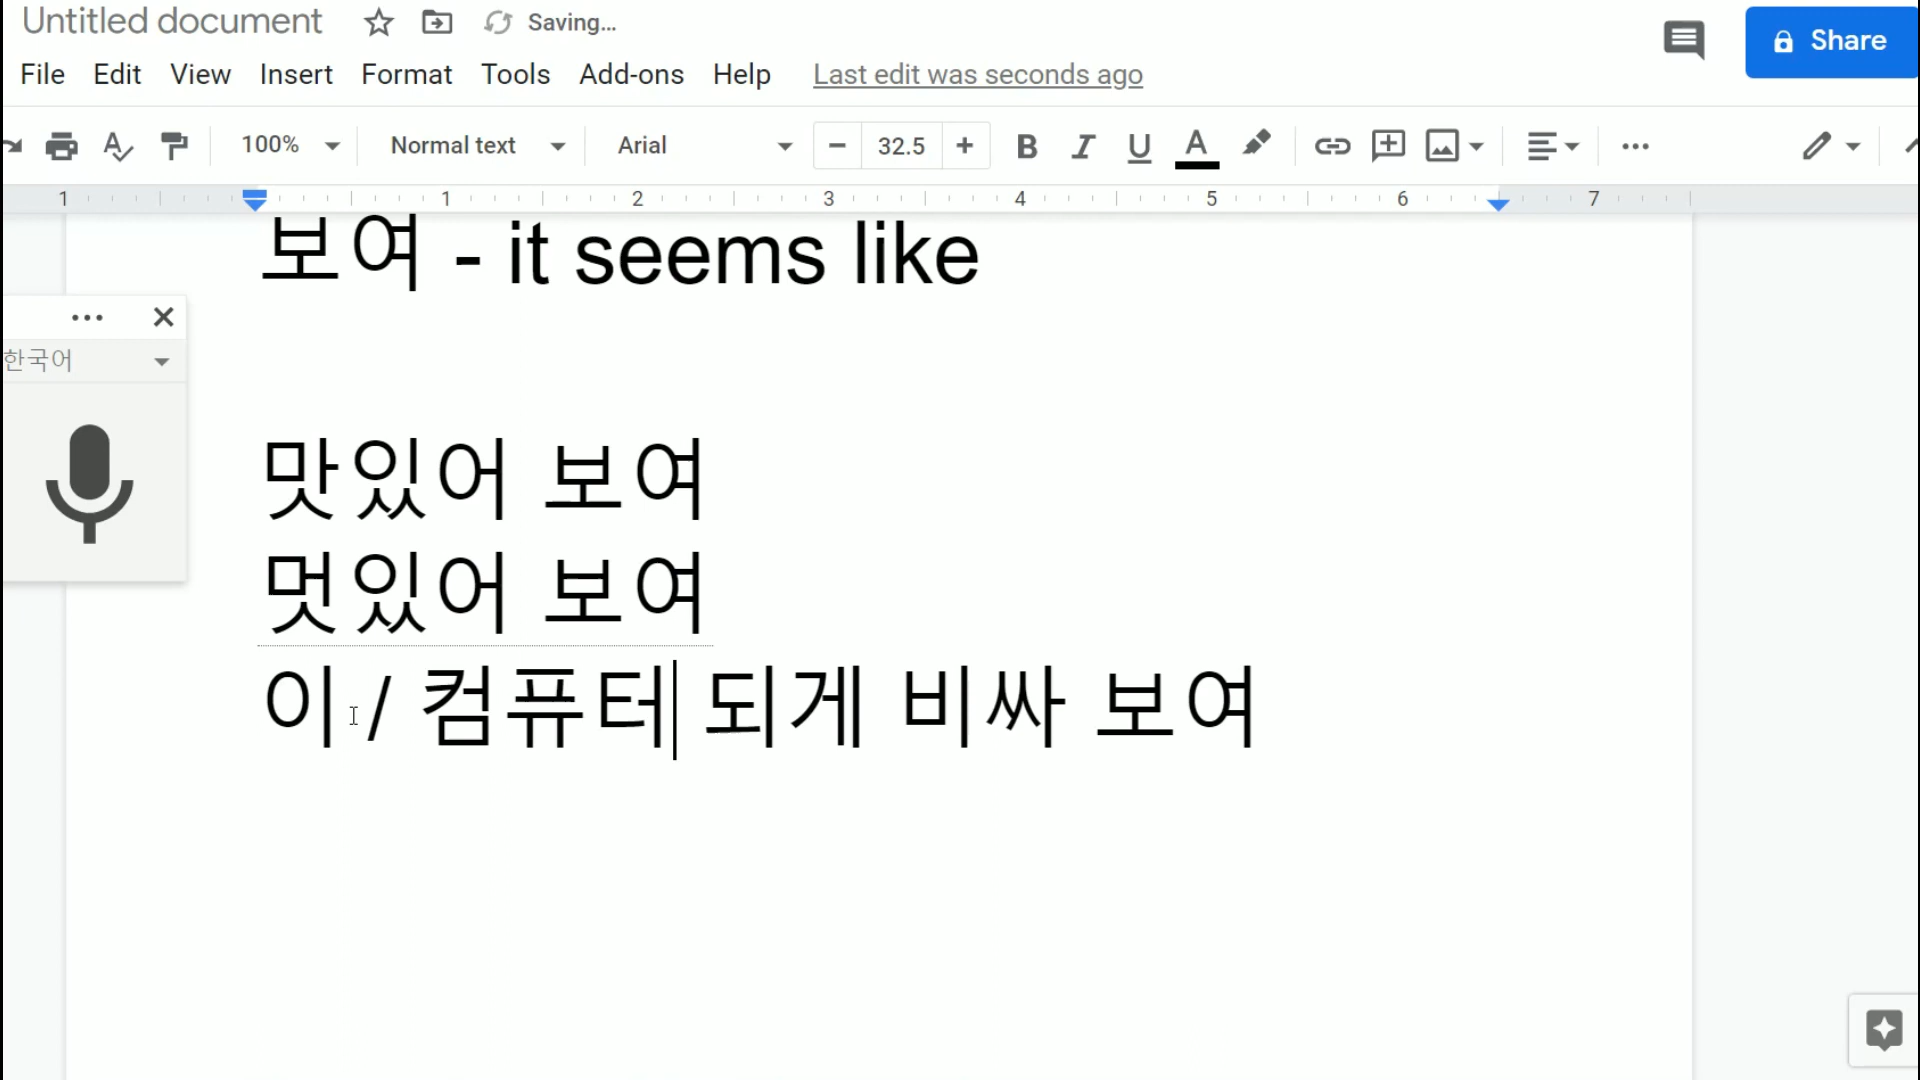 Untitled document Saving...
File Edit View Insert Format Tools Add-ons Help Last edit was seconds ago
Share
100% Normal text Arial − 32.5 + B I U A
1 1 2 3 4 5 6 7
보여 - it seems like
한국어
맛있어 보여
멋있어 보여
이 / 컴퓨터 되게 비싸 보여